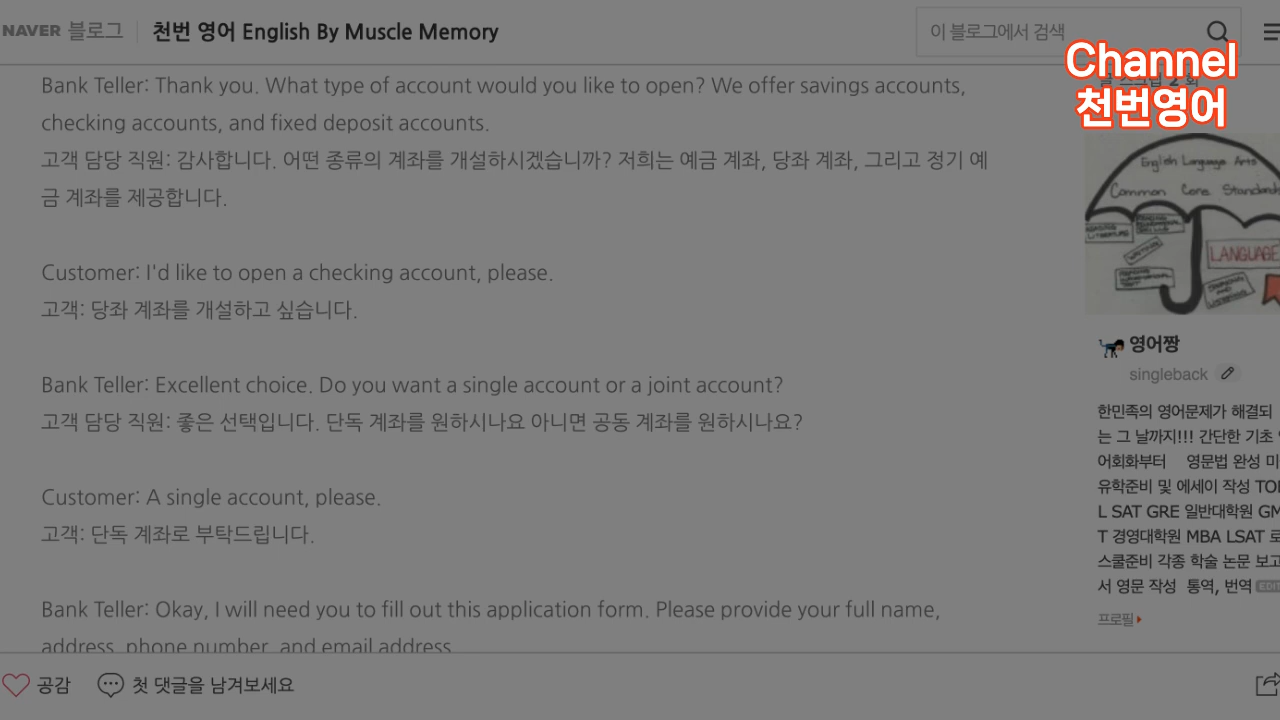 NAVER 블로그 천번 영어 English By Muscle Memory
이 블로그에서 검색
Channel
천번영어
Bank Teller: Thank you. What type of account would you like to open? We offer savings accounts,
checking accounts, and fixed deposit accounts.
고객 담당 직원: 감사합니다. 어떤 종류의 계좌를 개설하시겠습니까? 저희는 예금 계좌, 당좌 계좌, 그리고 정기 예
금 계좌를 제공합니다.
Customer: I'd like to open a checking account, please.
고객: 당좌 계좌를 개설하고 싶습니다.
Bank Teller: Excellent choice. Do you want a single account or a joint account?
고객 담당 직원: 좋은 선택입니다. 단독 계좌를 원하시나요 아니면 공동 계좌를 원하시나요?
Customer: A single account, please.
고객: 단독 계좌로 부탁드립니다.
Bank Teller: Okay, I will need you to fill out this application form. Please provide your full name,
address, phone number, and email address
English Language Arts
Common Core Standards
LANGUAGE
영어짱
singleback
한민족의 영어문제가 해결되
는 그 날까지!!! 간단한 기초
어회화부터 영문법 완성 미
유학준비 및 에세이 작성 TO
L SAT GRE 일반대학원 GM
T 경영대학원 MBA LSAT 로
스쿨준비 각종 학술 논문 보고
서 영문 작성 통역, 번역
프로필
공감 첫 댓글을 남겨보세요